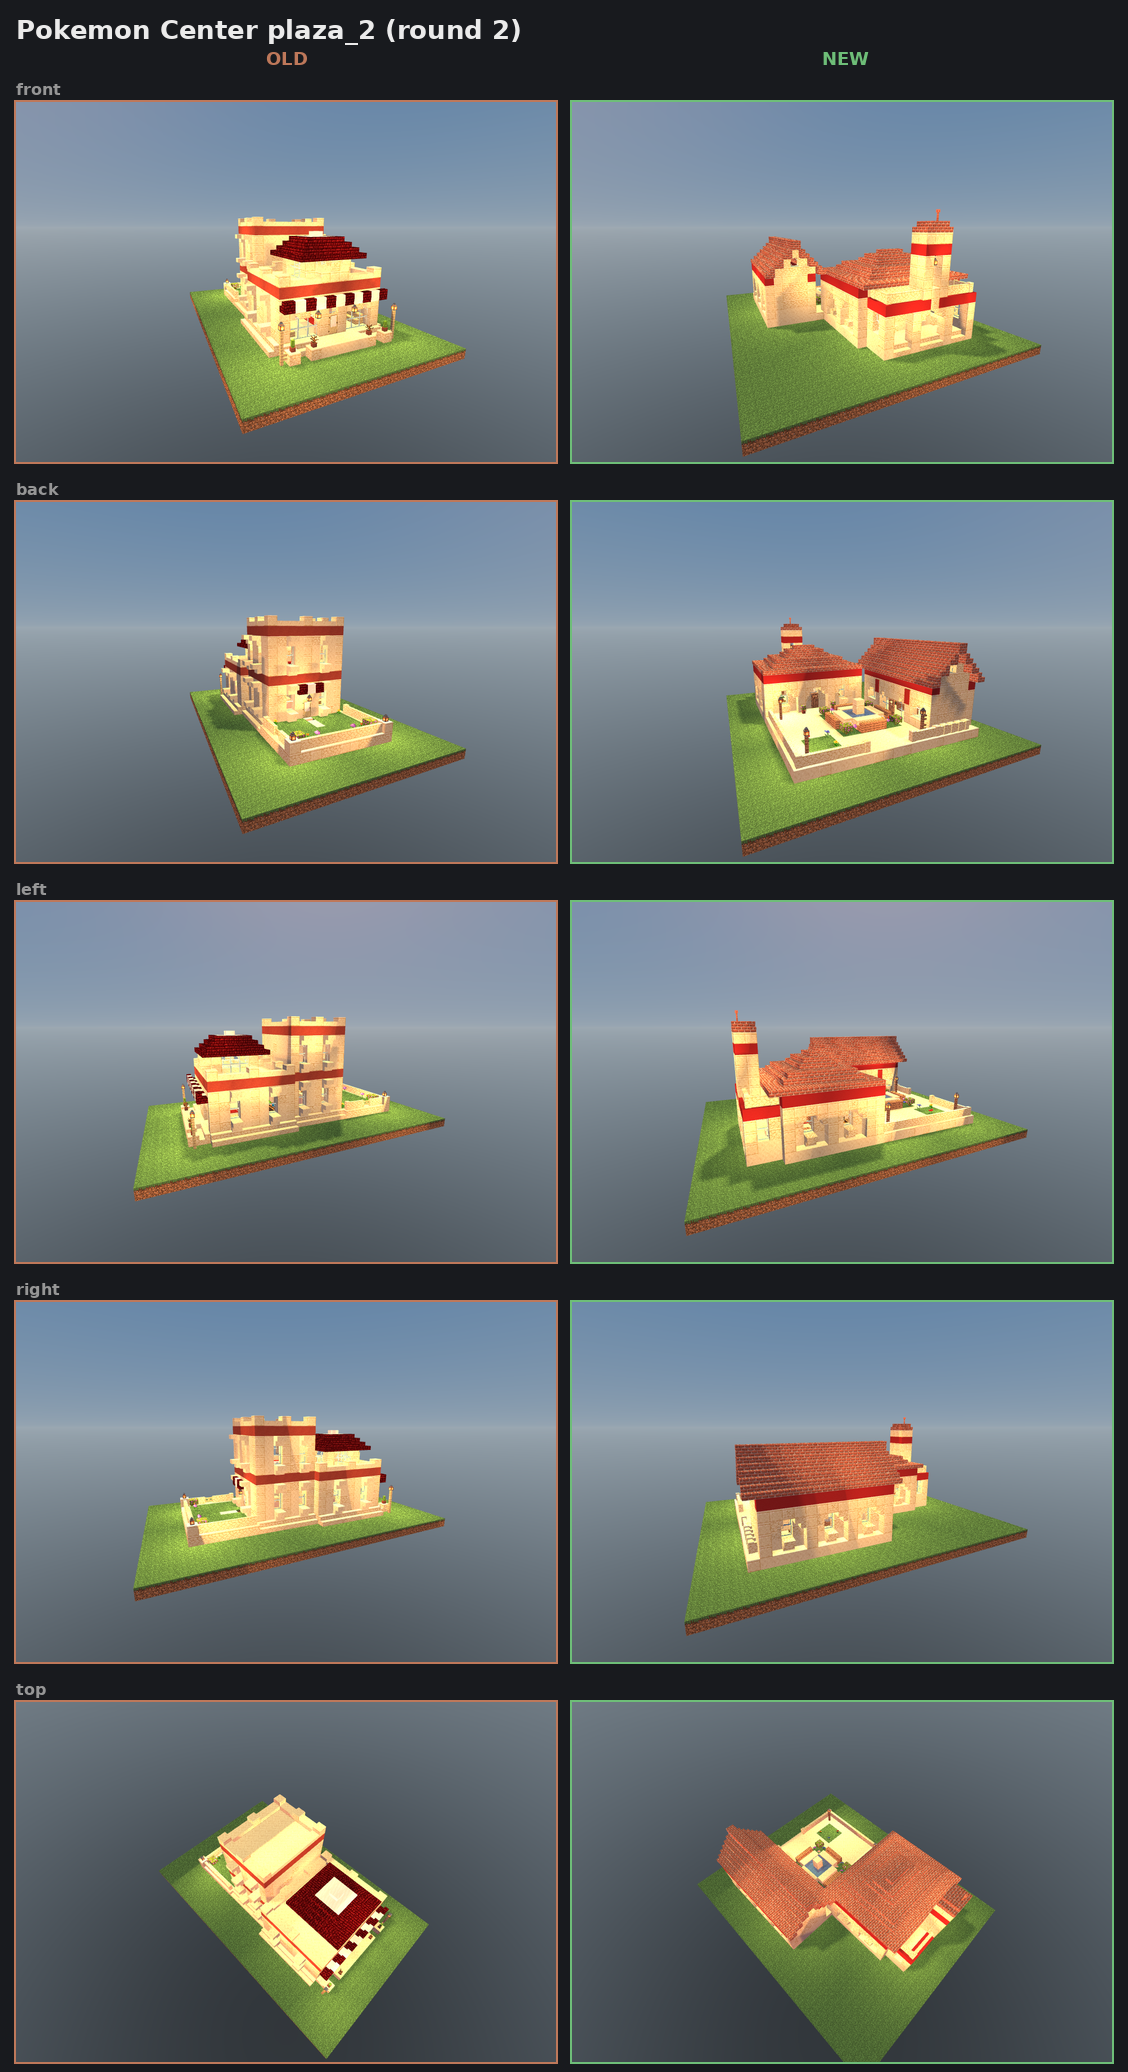 Pokemon Center plaza_2 (round 2)
OLD
NEW
front
back
left
right
top